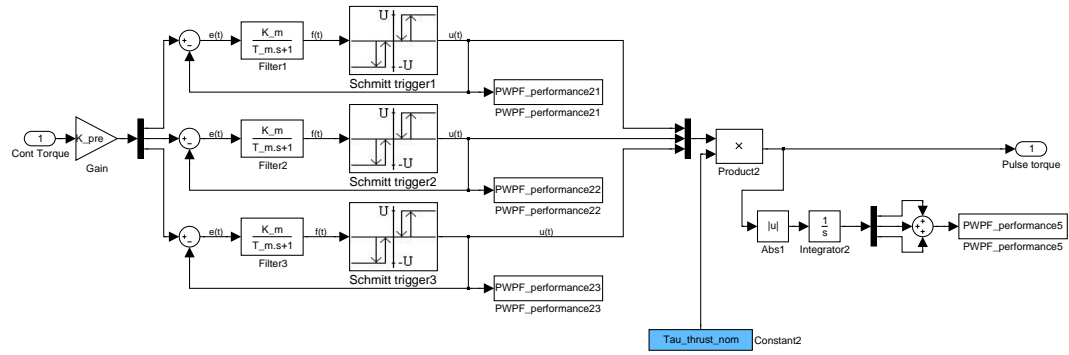 U
-U
Schmitt trigger1
e(t)
K_m
T_m.s+1
Filter1
f(t)
u(t)
PWPF_performance21
PWPF_performance21
1
Cont Torque
K_pre
Gain
e(t)
K_m
T_m.s+1
Filter2
f(t)
U
-U
Schmitt trigger2
u(t)
PWPF_performance22
PWPF_performance22
e(t)
K_m
T_m.s+1
Filter3
f(t)
U
-U
Schmitt trigger3
u(t)
PWPF_performance23
PWPF_performance23
×
Product2
1
Pulse torque
|u|
Abs1
1
s
Integrator2
PWPF_performance5
PWPF_performance5
Tau_thrust_nom
Constant2